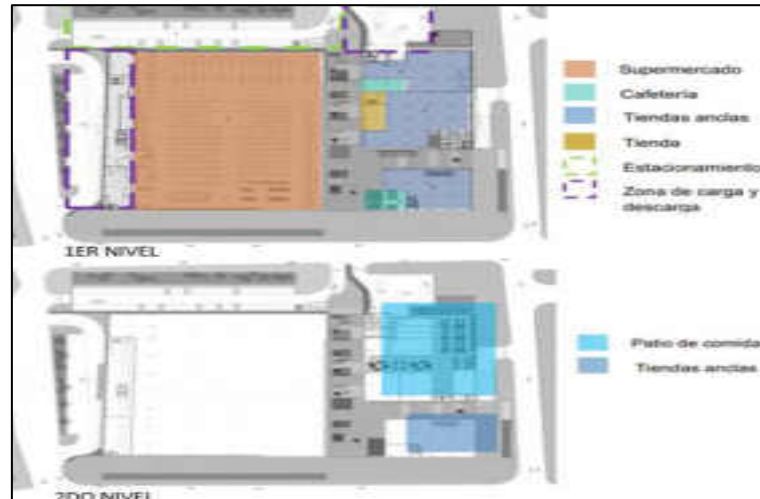 Supermercado
Cafetería
Tiendas anclas
Tienda
Estacionamiento
Zona de carga y
descarga
1ER NIVEL
Patio de comida
Tiendas anclas
2DO NIVEL